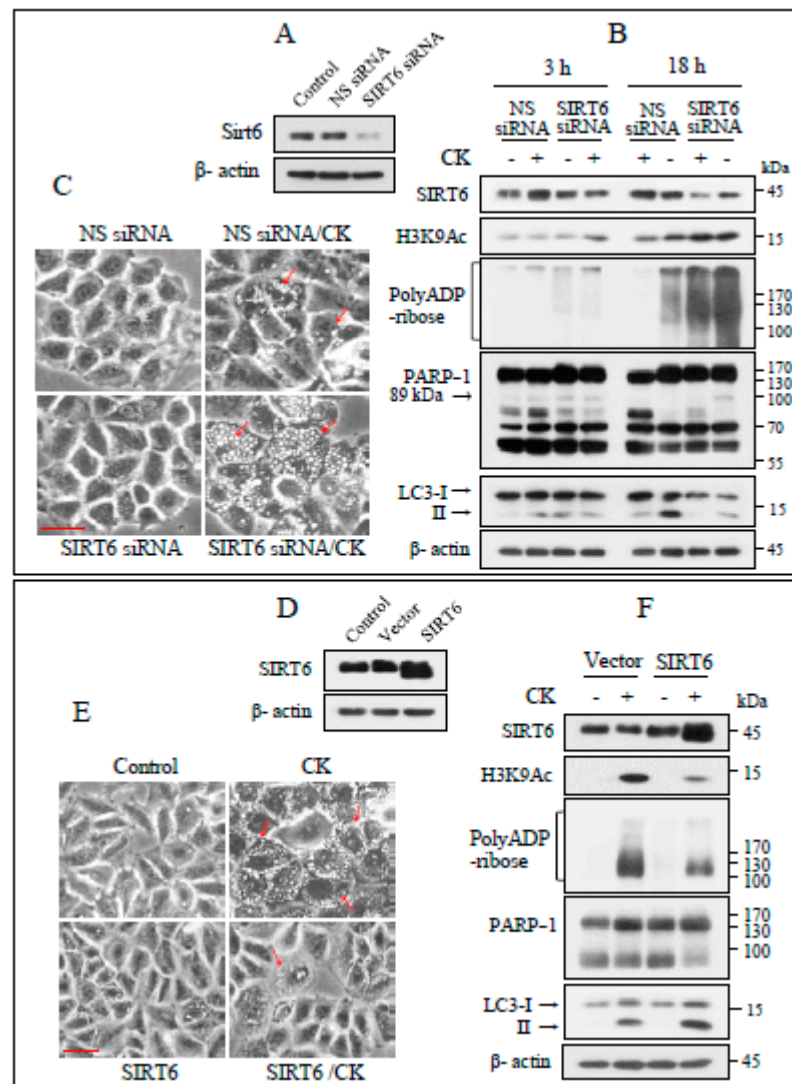 A
Control
NS siRNA
SIRT6 siRNA
Sirt6
β- actin
B
3 h
18 h
NS siRNA
SIRT6 siRNA
NS siRNA
SIRT6 siRNA
CK
- + - + + - + -
kDa
SIRT6
45
H3K9Ac
15
PolyADP
-ribose
170
130
100
PARP-1
89 kDa →
170
130
100
70
55
LC3-I →
II →
15
β- actin
45
C
NS siRNA
NS siRNA/CK
SIRT6 siRNA
SIRT6 siRNA/CK
D
Control
Vector
SIRT6
SIRT6
β- actin
E
Control
CK
SIRT6
SIRT6 /CK
F
Vector SIRT6
CK - + - + kDa
SIRT6
45
H3K9Ac
15
PolyADP
-ribose
170
130
100
PARP-1
170
130
100
LC3-I →
II →
15
β- actin
45